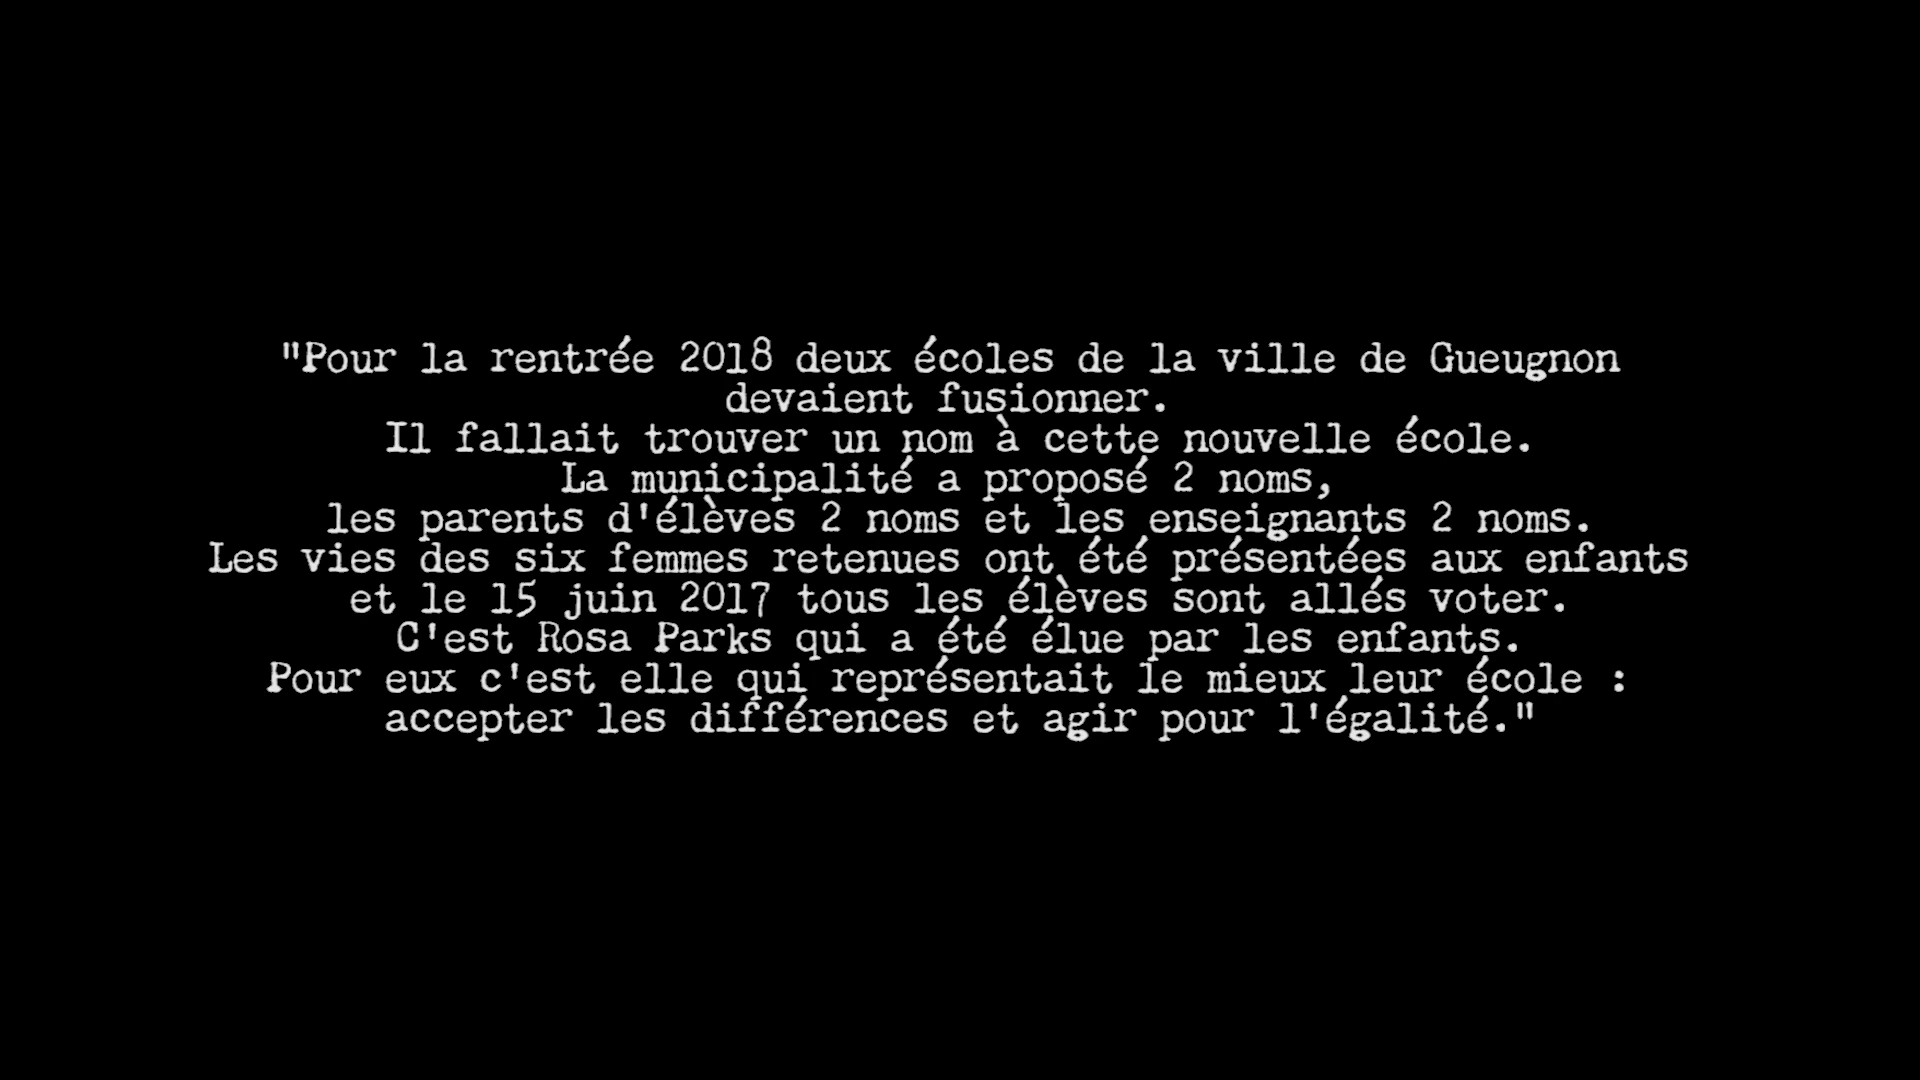 "Pour la rentrée 2018 deux écoles de la ville de Gueugnon
devaient fusionner.
Il fallait trouver un nom à cette nouvelle école.
La municipalité a proposé 2 noms,
les parents d'élèves 2 noms et les enseignants 2 noms.
Les vies des six femmes retenues ont été présentées aux enfants
et le 15 juin 2017 tous les élèves sont allés voter.
C'est Rosa Parks qui a été élue par les enfants.
Pour eux c'est elle qui représentait le mieux leur école :
accepter les différences et agir pour l'égalité."